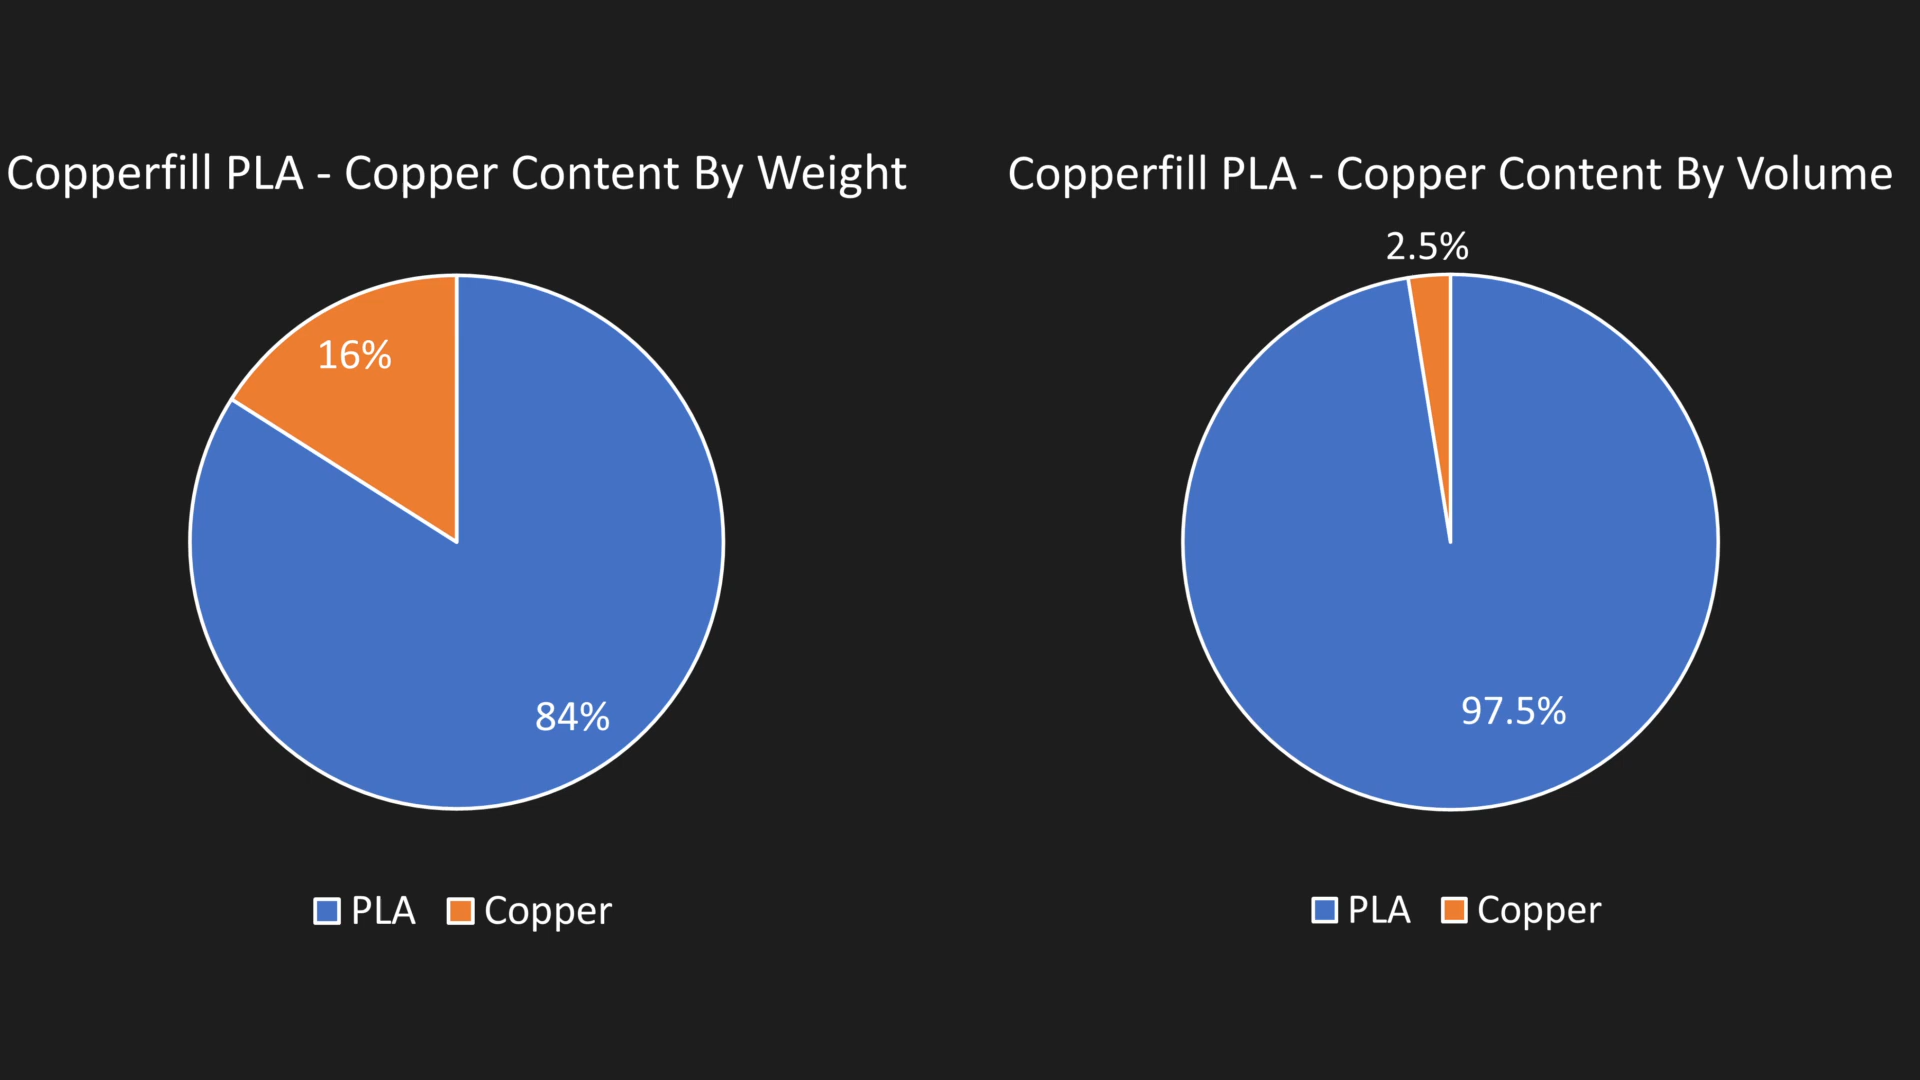 Copperfill PLA - Copper Content By Weight
16%
84%
PLA Copper
Copperfill PLA - Copper Content By Volume
2.5%
97.5%
PLA Copper